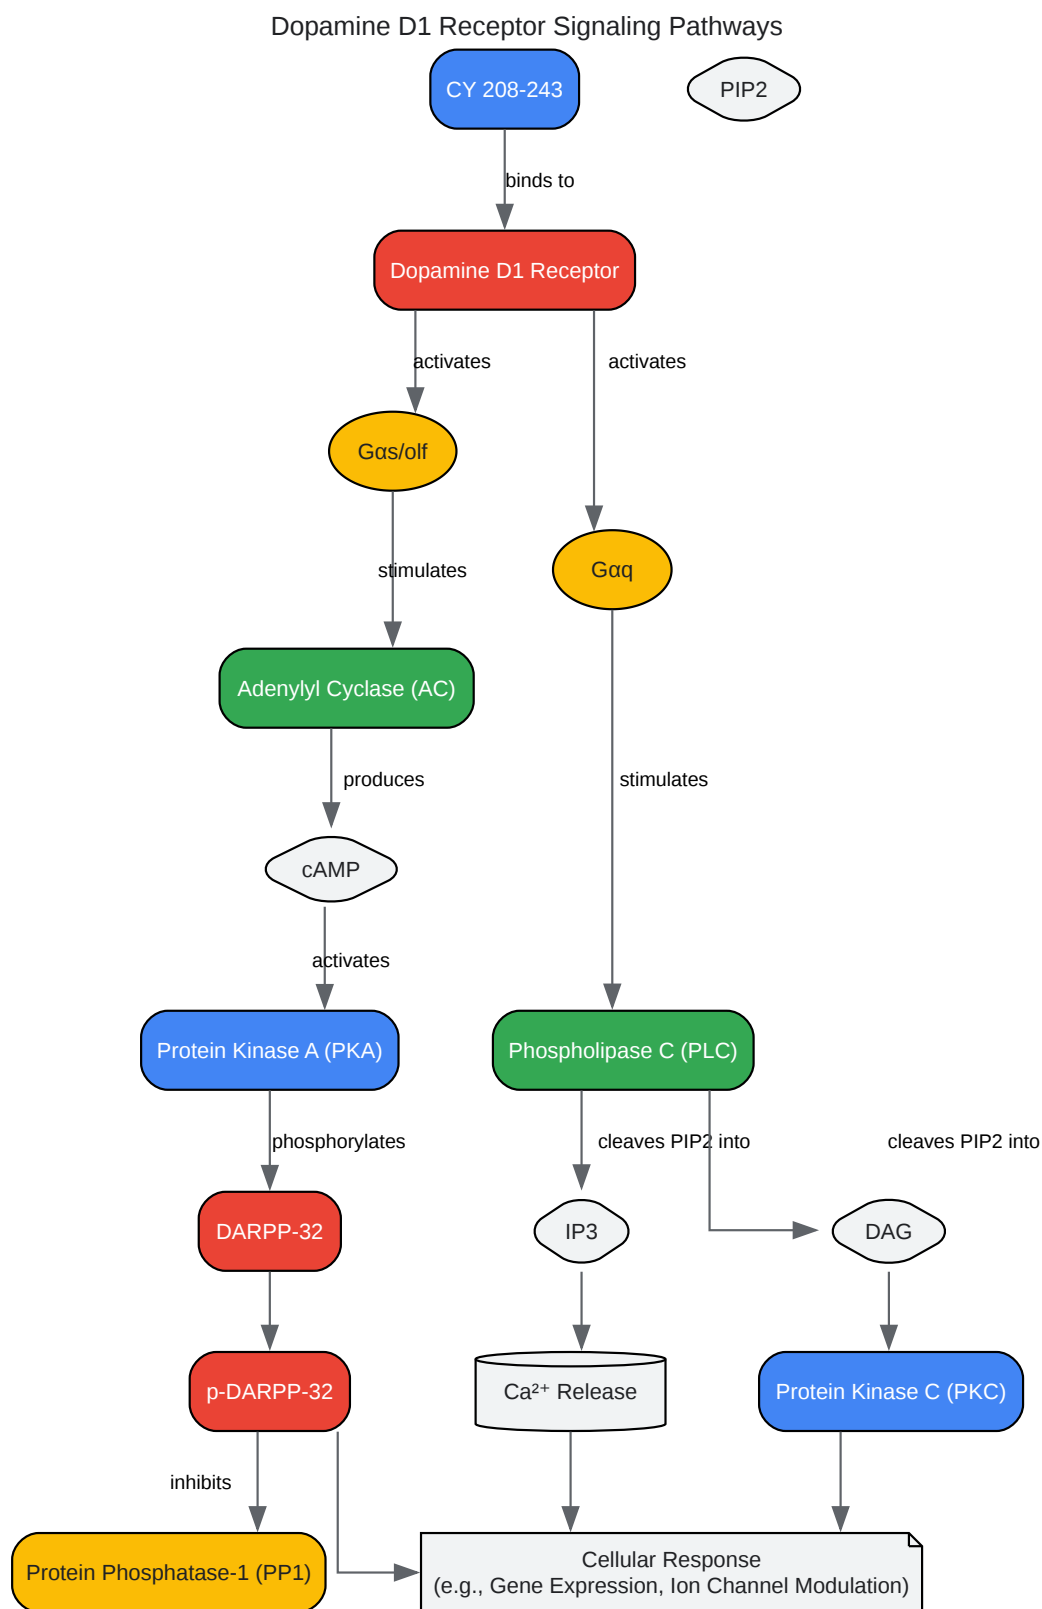 Dopamine D1 Receptor Signaling Pathways
CY 208-243
PIP2
binds to
Dopamine D1 Receptor
activates
activates
Gαs/olf
stimulates
Gαq
Adenylyl Cyclase (AC)
produces
stimulates
cAMP
activates
Protein Kinase A (PKA)
Phospholipase C (PLC)
phosphorylates
cleaves PIP2 into
cleaves PIP2 into
DARPP-32
IP3
DAG
p-DARPP-32
Ca²⁺ Release
Protein Kinase C (PKC)
inhibits
Protein Phosphatase-1 (PP1)
Cellular Response
(e.g., Gene Expression, Ion Channel Modulation)